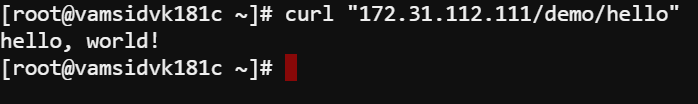 [root@vamsidvk181c ~]# curl "172.31.112.111/demo/hello"
hello, world!
[root@vamsidvk181c ~]#